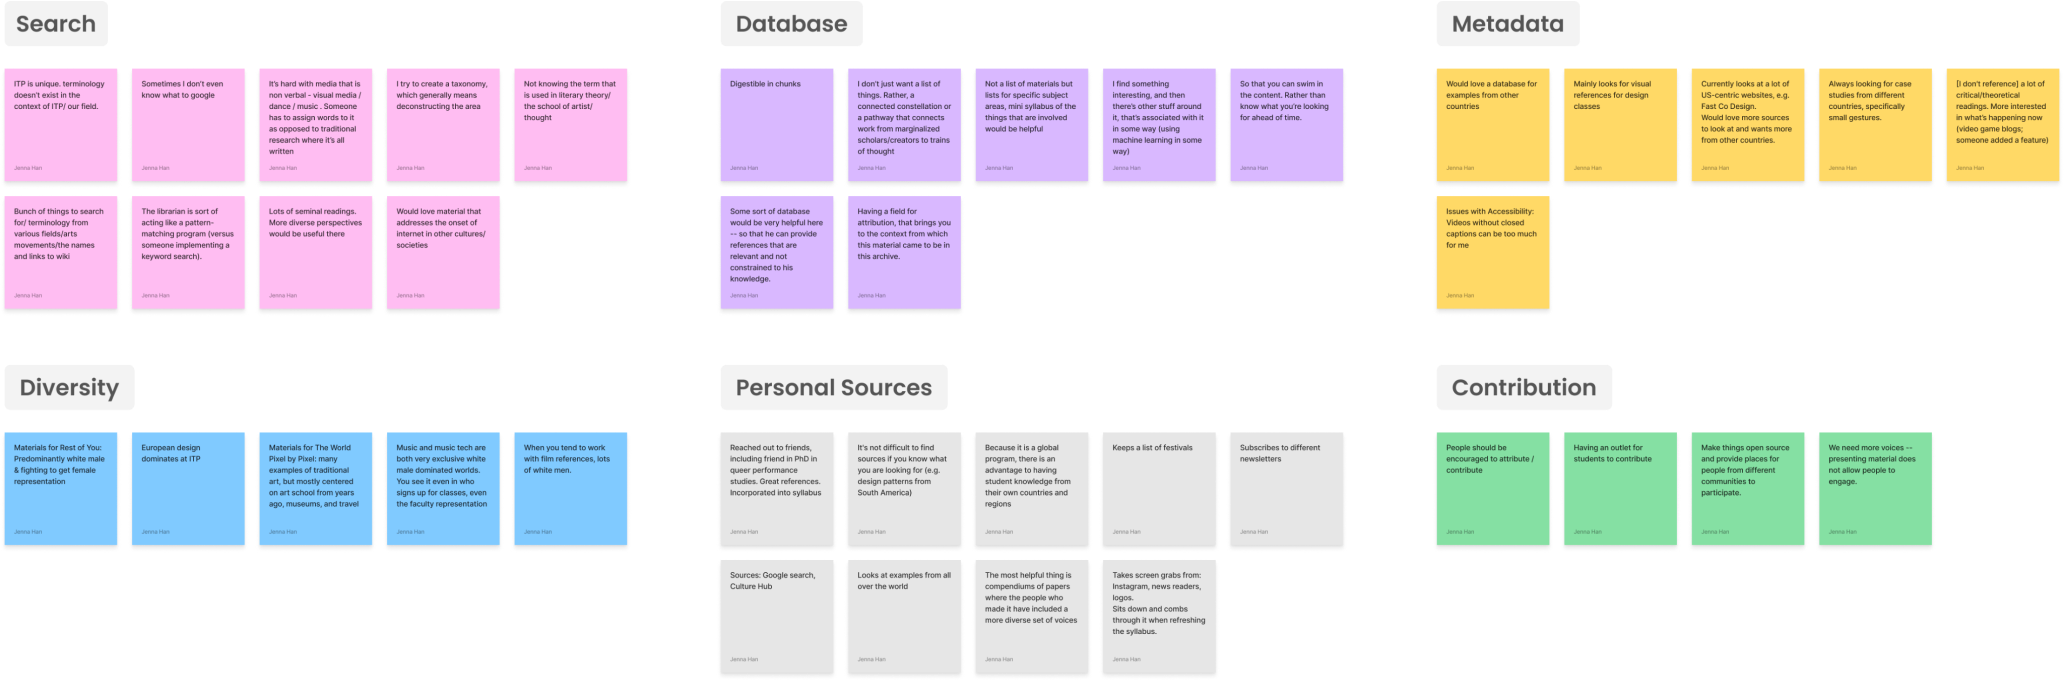 Search
ITP is unique. terminology
doesn't exist in the
context of ITP/ our field.
Jenna Han
Sometimes I don't even
know what to google
Jenna Han
It's hard with media that is
non verbal - visual media /
dance / music . Someone
has to assign words to it
as opposed to traditional
research where it's all
written
Jenna Han
I try to create a taxonomy,
which generally means
deconstructing the area
Jenna Han
Not knowing the term that
is used in literary theory/
the school of artist/
thought
Jenna Han
Bunch of things to search
for/ terminology from
various fields/arts
movements/the names
and links to wiki
Jenna Han
The librarian is sort of
acting like a pattern-
matching program (versus
someone implementing a
keyword search).
Jenna Han
Lots of seminal readings.
More diverse perspectives
would be useful there
Jenna Han
Would love material that
addresses the onset of
internet in other cultures/
societies
Jenna Han
Database
Digestible in chunks
Jenna Han
I don't just want a list of
things. Rather, a
connected constellation or
a pathway that connects
work from marginalized
scholars/creators to trains
of thought
Jenna Han
Not a list of materials but
lists for specific subject
areas, mini syllabus of the
things that are involved
would be helpful
Jenna Han
I find something
interesting, and then
there's other stuff around
it, that's associated with it
in some way (using
machine learning in some
way)
Jenna Han
So that you can swim in
the content. Rather than
know what you're looking
for ahead of time.
Jenna Han
Some sort of database
would be very helpful here
-- so that he can provide
references that are
relevant and not
constrained to his
knowledge.
Jenna Han
Having a field for
attribution, that brings you
to the context from which
this material came to be in
this archive.
Jenna Han
Metadata
Would love a database for
examples from other
countries
Jenna Han
Mainly looks for visual
references for design
classes
Jenna Han
Currently looks at a lot of
US-centric websites, e.g.
Fast Co Design.
Would love more sources
to look at and wants more
from other countries.
Jenna Han
Always looking for case
studies from different
countries, specifically
small gestures.
Jenna Han
[I don't reference] a lot of
critical/theoretical
readings. More interested
in what's happening now
(video game blogs;
someone added a feature)
Jenna Han
Issues with Accessibility:
Videos without closed
captions can be too much
for me
Jenna Han
Diversity
Materials for Rest of You:
Predominantly white male
& fighting to get female
representation
Jenna Han
European design
dominates at ITP
Jenna Han
Materials for The World
Pixel by Pixel: many
examples of traditional
art, but mostly centered
on art school from years
ago, museums, and travel
Jenna Han
Music and music tech are
both very exclusive white
male dominated worlds.
You see it even in who
signs up for classes, even
the faculty representation
Jenna Han
When you tend to work
with film references, lots
of white men.
Jenna Han
Personal Sources
Reached out to friends,
including friend in PhD in
queer performance
studies. Great references.
Incorporated into syllabus
Jenna Han
It's not difficult to find
sources if you know what
you are looking for (e.g.
design patterns from
South America)
Jenna Han
Because it is a global
program, there is an
advantage to having
student knowledge from
their own countries and
regions
Jenna Han
Keeps a list of festivals
Jenna Han
Subscribes to different
newsletters
Jenna Han
Sources: Google search,
Culture Hub
Jenna Han
Looks at examples from all
over the world
Jenna Han
The most helpful thing is
compendiums of papers
where the people who
made it have included a
more diverse set of voices
Jenna Han
Takes screen grabs from:
Instagram, news readers,
logos.
Sits down and combs
through it when refreshing
the syllabus.
Jenna Han
Contribution
People should be
encouraged to attribute /
contribute
Jenna Han
Having an outlet for
students to contribute
Jenna Han
Make things open source
and provide places for
people from different
communities to
participate.
Jenna Han
We need more voices --
presenting material does
not allow people to
engage.
Jenna Han